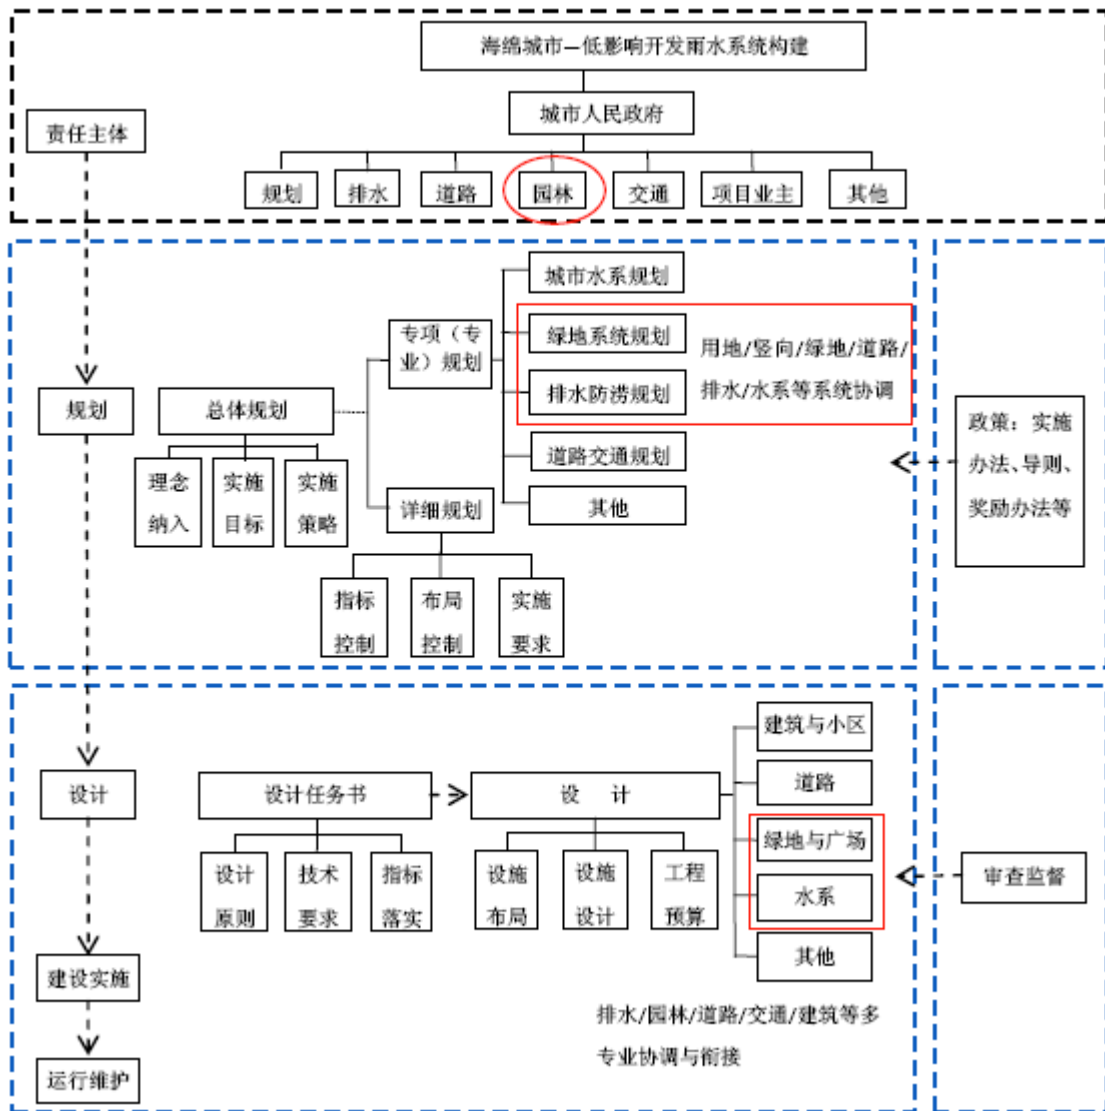 海绵城市—低影响开发雨水系统构建
城市人民政府
责任主体
规划
排水
道路
园林
交通
项目业主
其他
规划
总体规划
理念
纳入
实施
目标
实施
策略
专项（专
业）规划
详细规划
指标
控制
布局
控制
实施
要求
城市水系规划
绿地系统规划
排水防涝规划
道路交通规划
其他
用地/竖向/绿地/道路/
排水/水系等系统协调
政策：实施
办法、导则、
奖励办法等
设计
设计任务书
设计
原则
技术
要求
指标
落实
设 计
设施
布局
设施
设计
工程
预算
建筑与小区
道路
绿地与广场
水系
其他
审查监督
建设实施
运行维护
排水/园林/道路/交通/建筑等多
专业协调与衔接